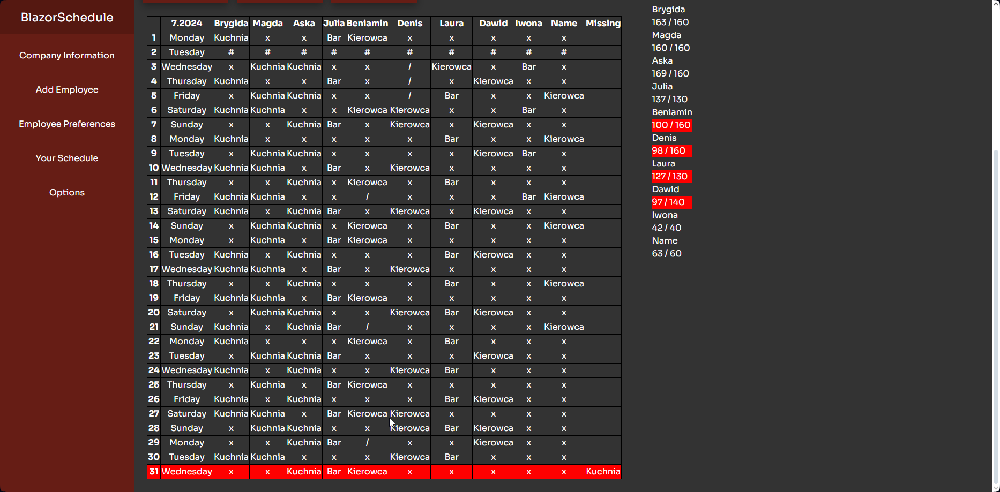 BlazorSchedule
Company Information
Add Employee
Employee Preferences
Your Schedule
Options
7.2024 Brygida Magda Aska Julia Beniamin Denis Laura Dawid Iwona Name Missing
1 Monday Kuchnia x x Bar Kierowca x x x x x
2 Tuesday # # # # # # # # # #
3 Wednesday x Kuchnia Kuchnia x x / Kierowca x Bar x
4 Thursday Kuchnia x x Bar x / x Kierowca x x
5 Friday x Kuchnia Kuchnia x x / Bar x x Kierowca
6 Saturday Kuchnia Kuchnia x x Kierowca Kierowca x x Bar x
7 Sunday x x Kuchnia Bar x Kierowca x Kierowca x x
8 Monday Kuchnia x x x x x Bar x x Kierowca
9 Tuesday x Kuchnia Kuchnia x x x x Kierowca Bar x
10 Wednesday Kuchnia Kuchnia x Bar x Kierowca x x x x
11 Thursday x x Kuchnia x Kierowca x Bar x x x
12 Friday Kuchnia Kuchnia x x / x x x Bar Kierowca
13 Saturday x Kuchnia Kuchnia Bar x Kierowca x Kierowca x x
14 Sunday x Kuchnia Kuchnia x Kierowca x Bar x x Kierowca
15 Monday x Kuchnia x Bar Kierowca x x x x x
16 Tuesday Kuchnia x Kuchnia x x x Bar Kierowca x x
17 Wednesday Kuchnia Kuchnia x Bar x Kierowca x x x x
18 Thursday x x Kuchnia x x x Bar x x Kierowca
19 Friday Kuchnia Kuchnia x Bar Kierowca x x x x x
20 Saturday x Kuchnia Kuchnia x x Kierowca Bar Kierowca x x
21 Sunday Kuchnia x Kuchnia Bar / x x x x Kierowca
22 Monday Kuchnia x x x Kierowca x Bar x x x
23 Tuesday x Kuchnia Kuchnia Bar x x x Kierowca x x
24 Wednesday Kuchnia x Kuchnia x x Kierowca Bar x x x
25 Thursday x Kuchnia x Bar Kierowca x x x x x
26 Friday Kuchnia x Kuchnia x x x Bar Kierowca x x
27 Saturday Kuchnia Kuchnia x Bar Kierowca Kierowca x x x x
28 Sunday x Kuchnia Kuchnia x x Kierowca Bar Kierowca x x
29 Monday x x Kuchnia Bar / x x Kierowca x x
30 Tuesday Kuchnia Kuchnia x x x Kierowca Bar x x x
31 Wednesday x x Kuchnia Bar Kierowca x x x x x Kuchnia
Brygida
163 / 160
Magda
160 / 160
Aska
169 / 160
Julia
137 / 130
Beniamin
100 / 160
Denis
98 / 160
Laura
127 / 130
Dawid
97 / 140
Iwona
42 / 40
Name
63 / 60